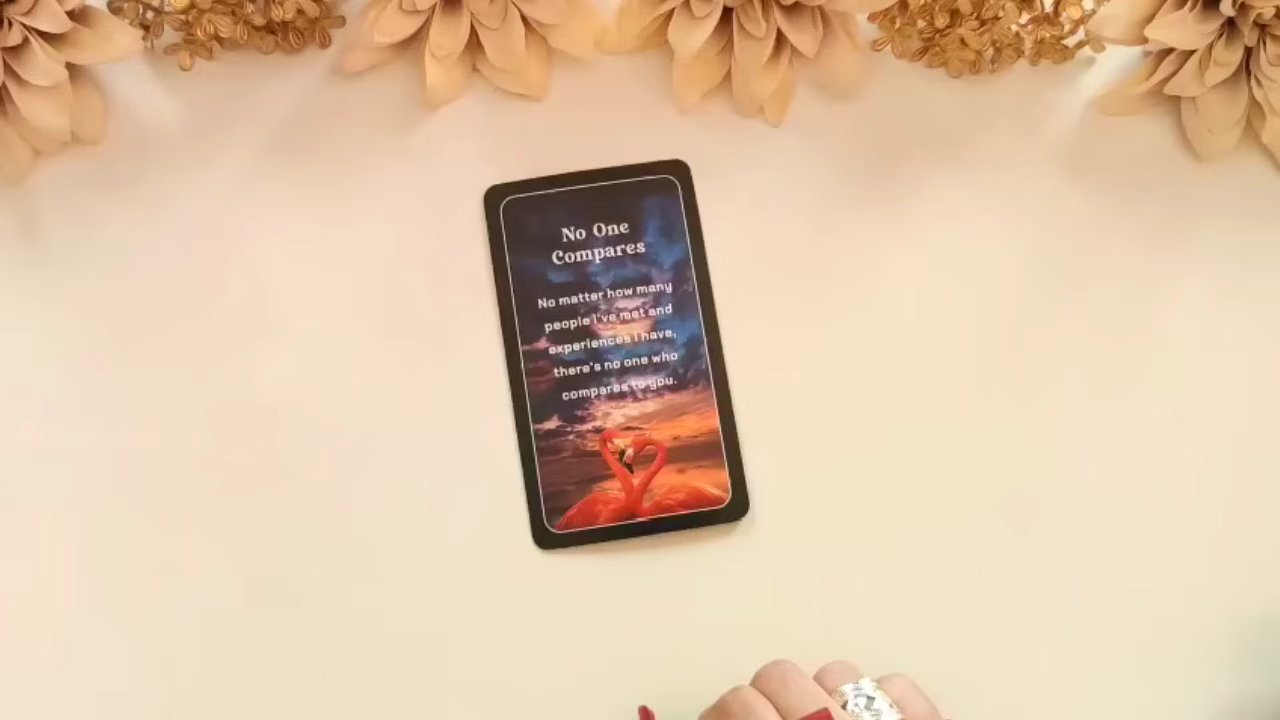 No One
Compares
No matter how many
people I've met and
experiences I have,
there's no one who
compares to you.